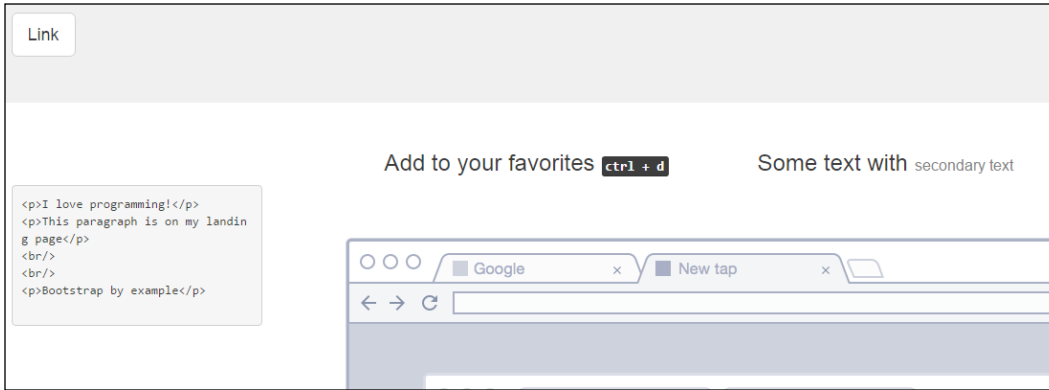 Link
Add to your favorites ctrl + d
Some text with secondary text
<p>I love programming!</p>
<p>This paragraph is on my landin
g page</p>
<br/>
<br/>
<p>Bootstrap by example</p>
Google ×
New tap ×